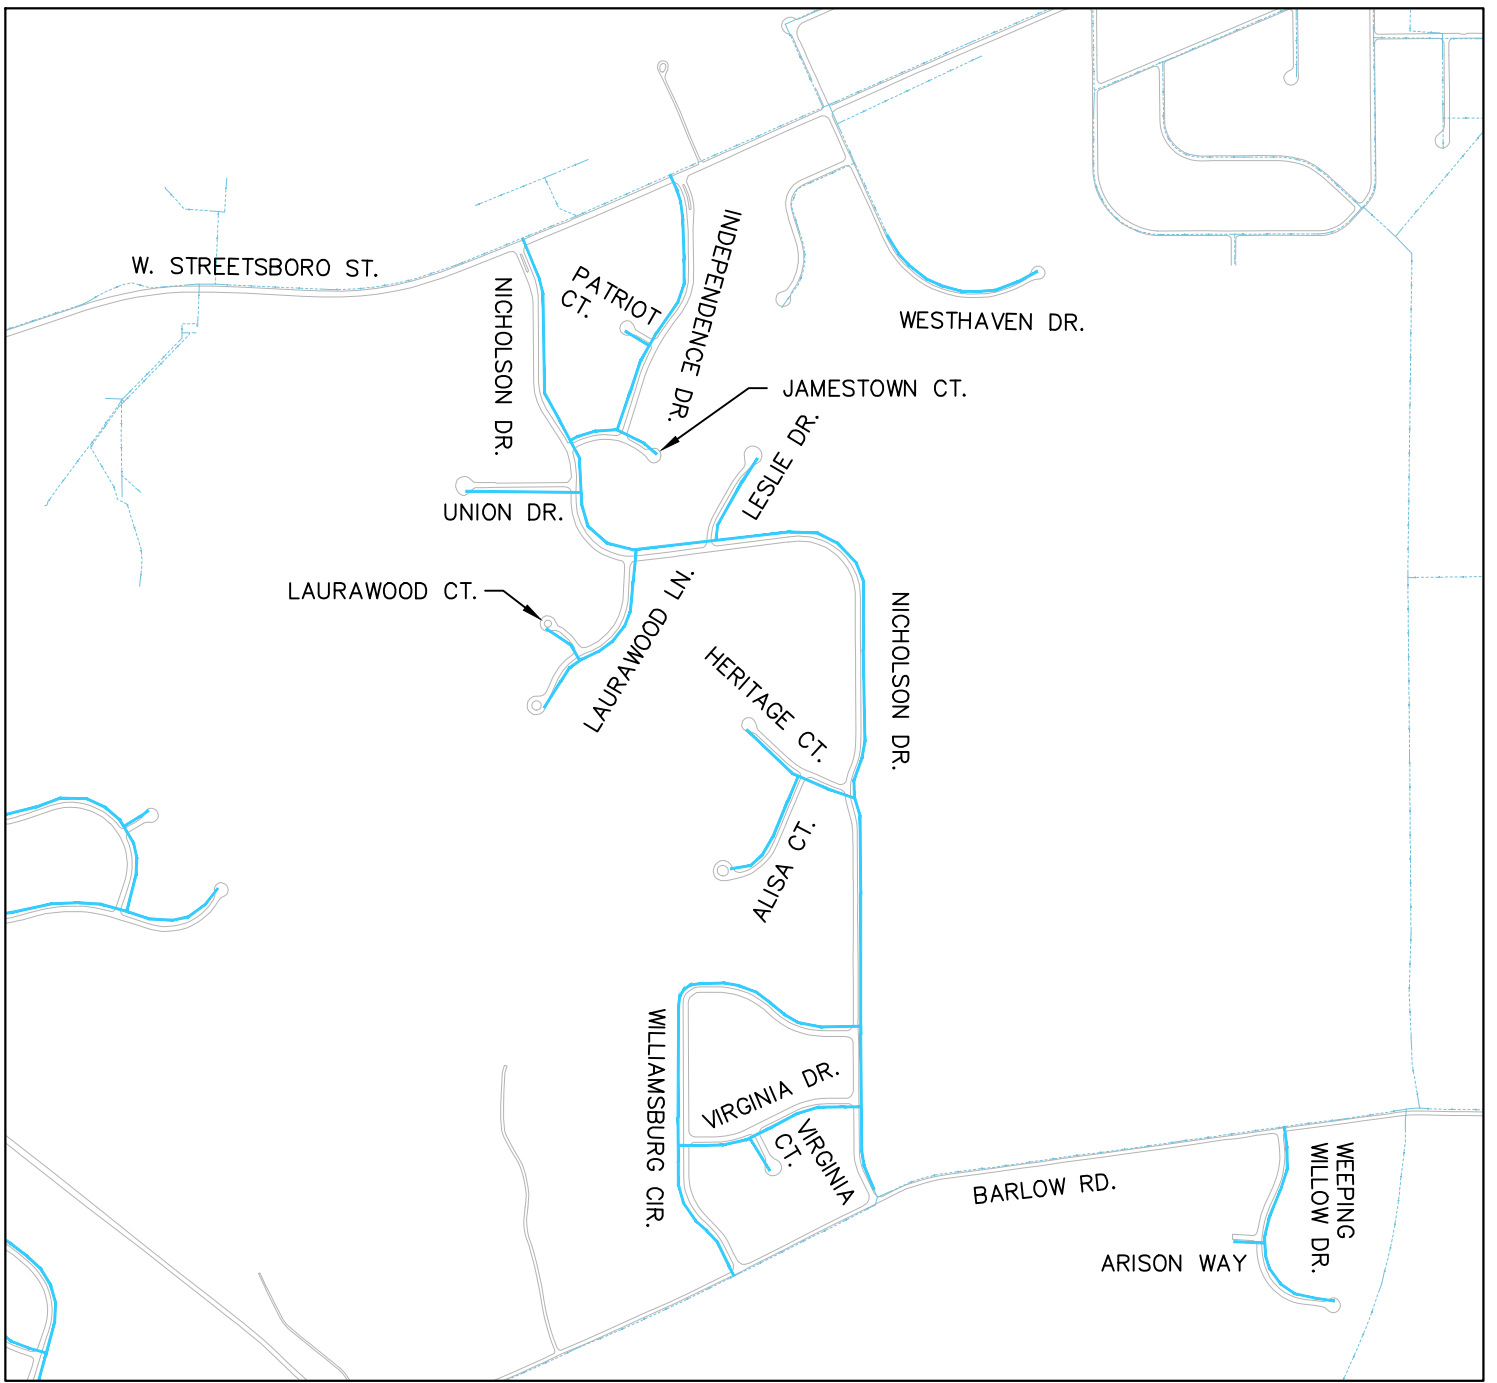 W. STREETSBORO ST.
NICHOLSON DR.
PATRIOT
CT.
INDEPENDENCE DR.
WESTHAVEN DR.
JAMESTOWN CT.
LESLIE DR.
UNION DR.
LAURAWOOD CT.
LAURAWOOD LN.
NICHOLSON DR.
HERITAGE CT.
ALISA CT.
WILLIAMSBURG CIR.
VIRGINIA DR.
VIRGINIA
CT.
BARLOW RD.
WEEPING
WILLOW DR.
ARISON WAY